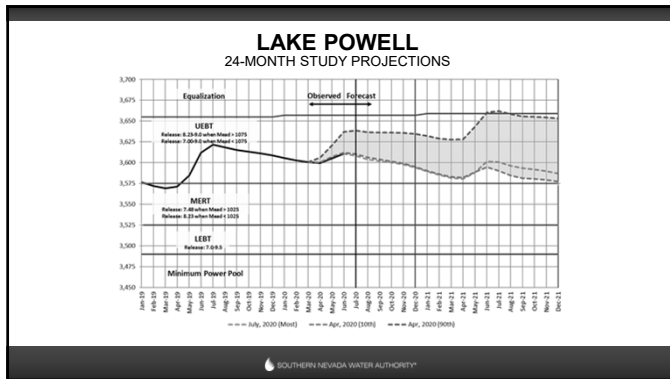 LAKE POWELL
24-MONTH STUDY PROJECTIONS
3,700
3,675
3,650
3,625
3,600
3,575
3,550
3,525
3,500
3,475
3,450
Equalization
Observed Forecast
UEBT
Release: 8.23-9.0 when Mead > 1075
Release: 7.00-9.0 when Mead < 1075
MERT
Release: 7.48 when Mead > 1025
Release: 8.23 when Mead < 1025
LEBT
Release: 7.0-9.5
Minimum Power Pool
Jan-19
Feb-19
Mar-19
Apr-19
May-19
Jun-19
Jul-19
Aug-19
Sep-19
Oct-19
Nov-19
Dec-19
Jan-20
Feb-20
Mar-20
Apr-20
May-20
Jun-20
Jul-20
Aug-20
Sep-20
Oct-20
Nov-20
Dec-20
Jan-21
Feb-21
Mar-21
Apr-21
May-21
Jun-21
Jul-21
Aug-21
Sep-21
Oct-21
Nov-21
Dec-21
July, 2020 (Most) Apr, 2020 (10th) Apr, 2020 (90th)
SOUTHERN NEVADA WATER AUTHORITY®